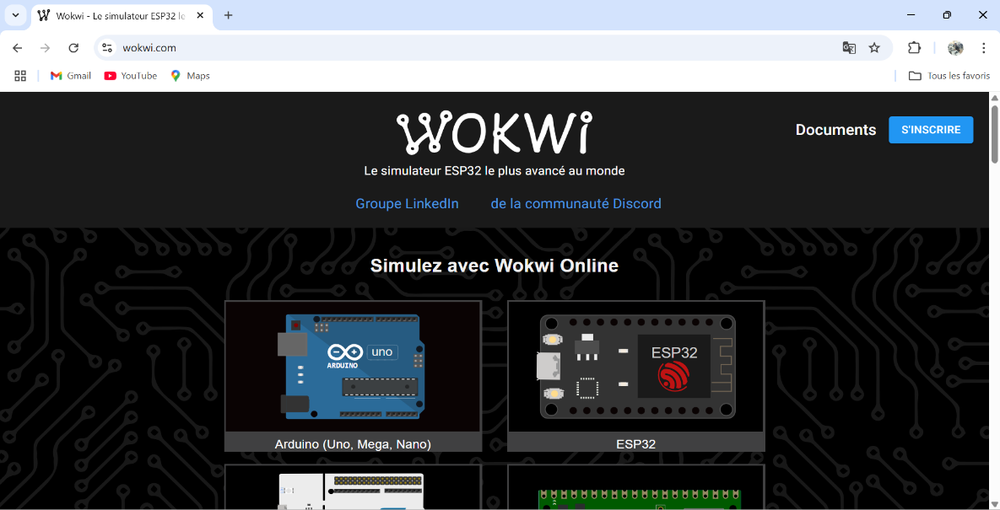 Wokwi - Le simulateur ESP32 le
wokwi.com
Gmail
YouTube
Maps
Tous les favoris
WOKWi
Documents
S'INSCRIRE
Le simulateur ESP32 le plus avancé au monde
Groupe LinkedIn
de la communauté Discord
Simulez avec Wokwi Online
UNO
ARDUINO
ESP32
Arduino (Uno, Mega, Nano)
ESP32